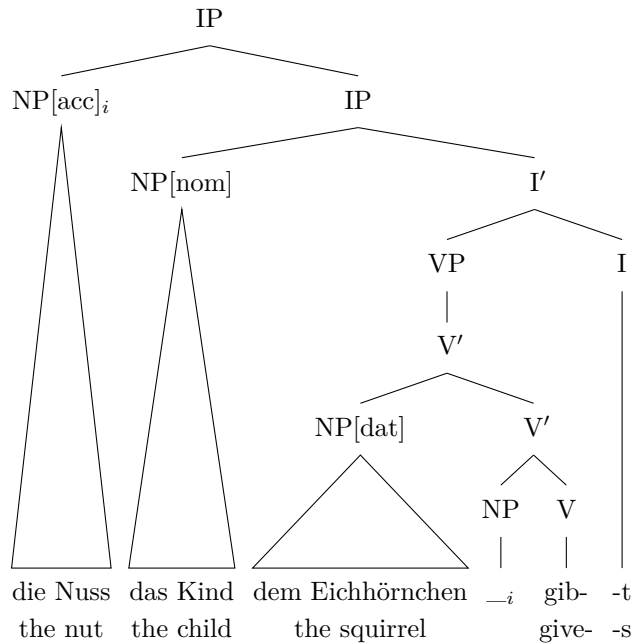 IP
NP[acc]i IP
NP[nom] I′
VP I
V′
NP[dat] V′
NP V
die Nuss das Kind dem Eichhörnchen _i gib- -t
the nut the child the squirrel give- -s